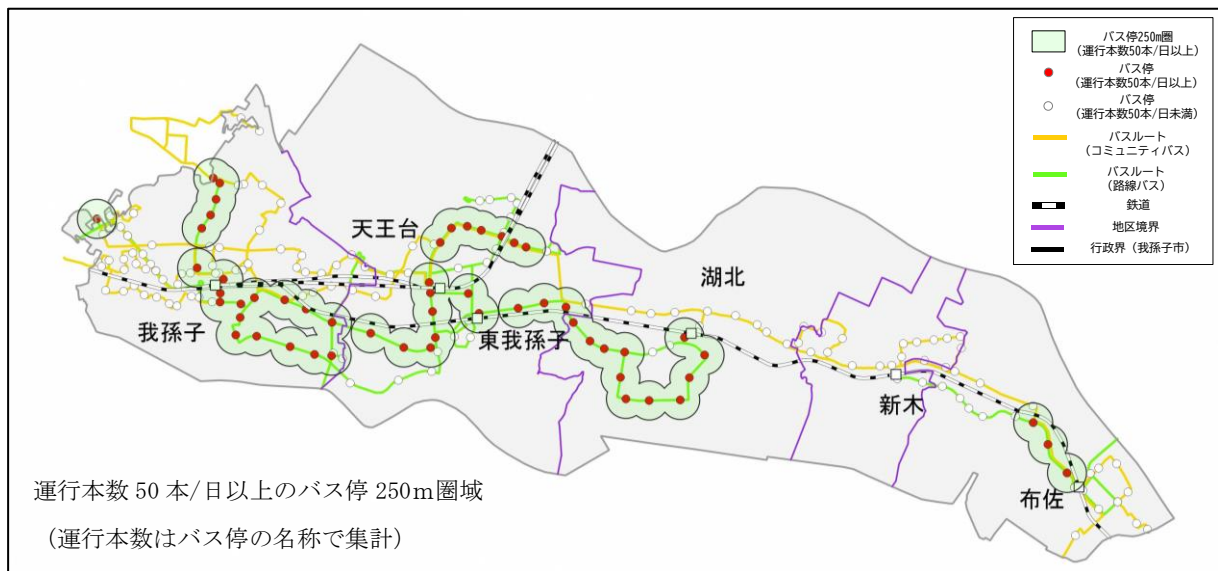 バス停250m圏
(運行本数50本/日以上)
バス停
(運行本数50本/日以上)
バス停
(運行本数50本/日未満)
バスルート
(コミュニティバス)
バスルート
(路線バス)
鉄道
地区境界
行政界(我孫子市)
天王台
湖北
我孫子
東我孫子
新木
布佐
運行本数 50 本/日以上のバス停 250m圏域
(運行本数はバス停の名称で集計)